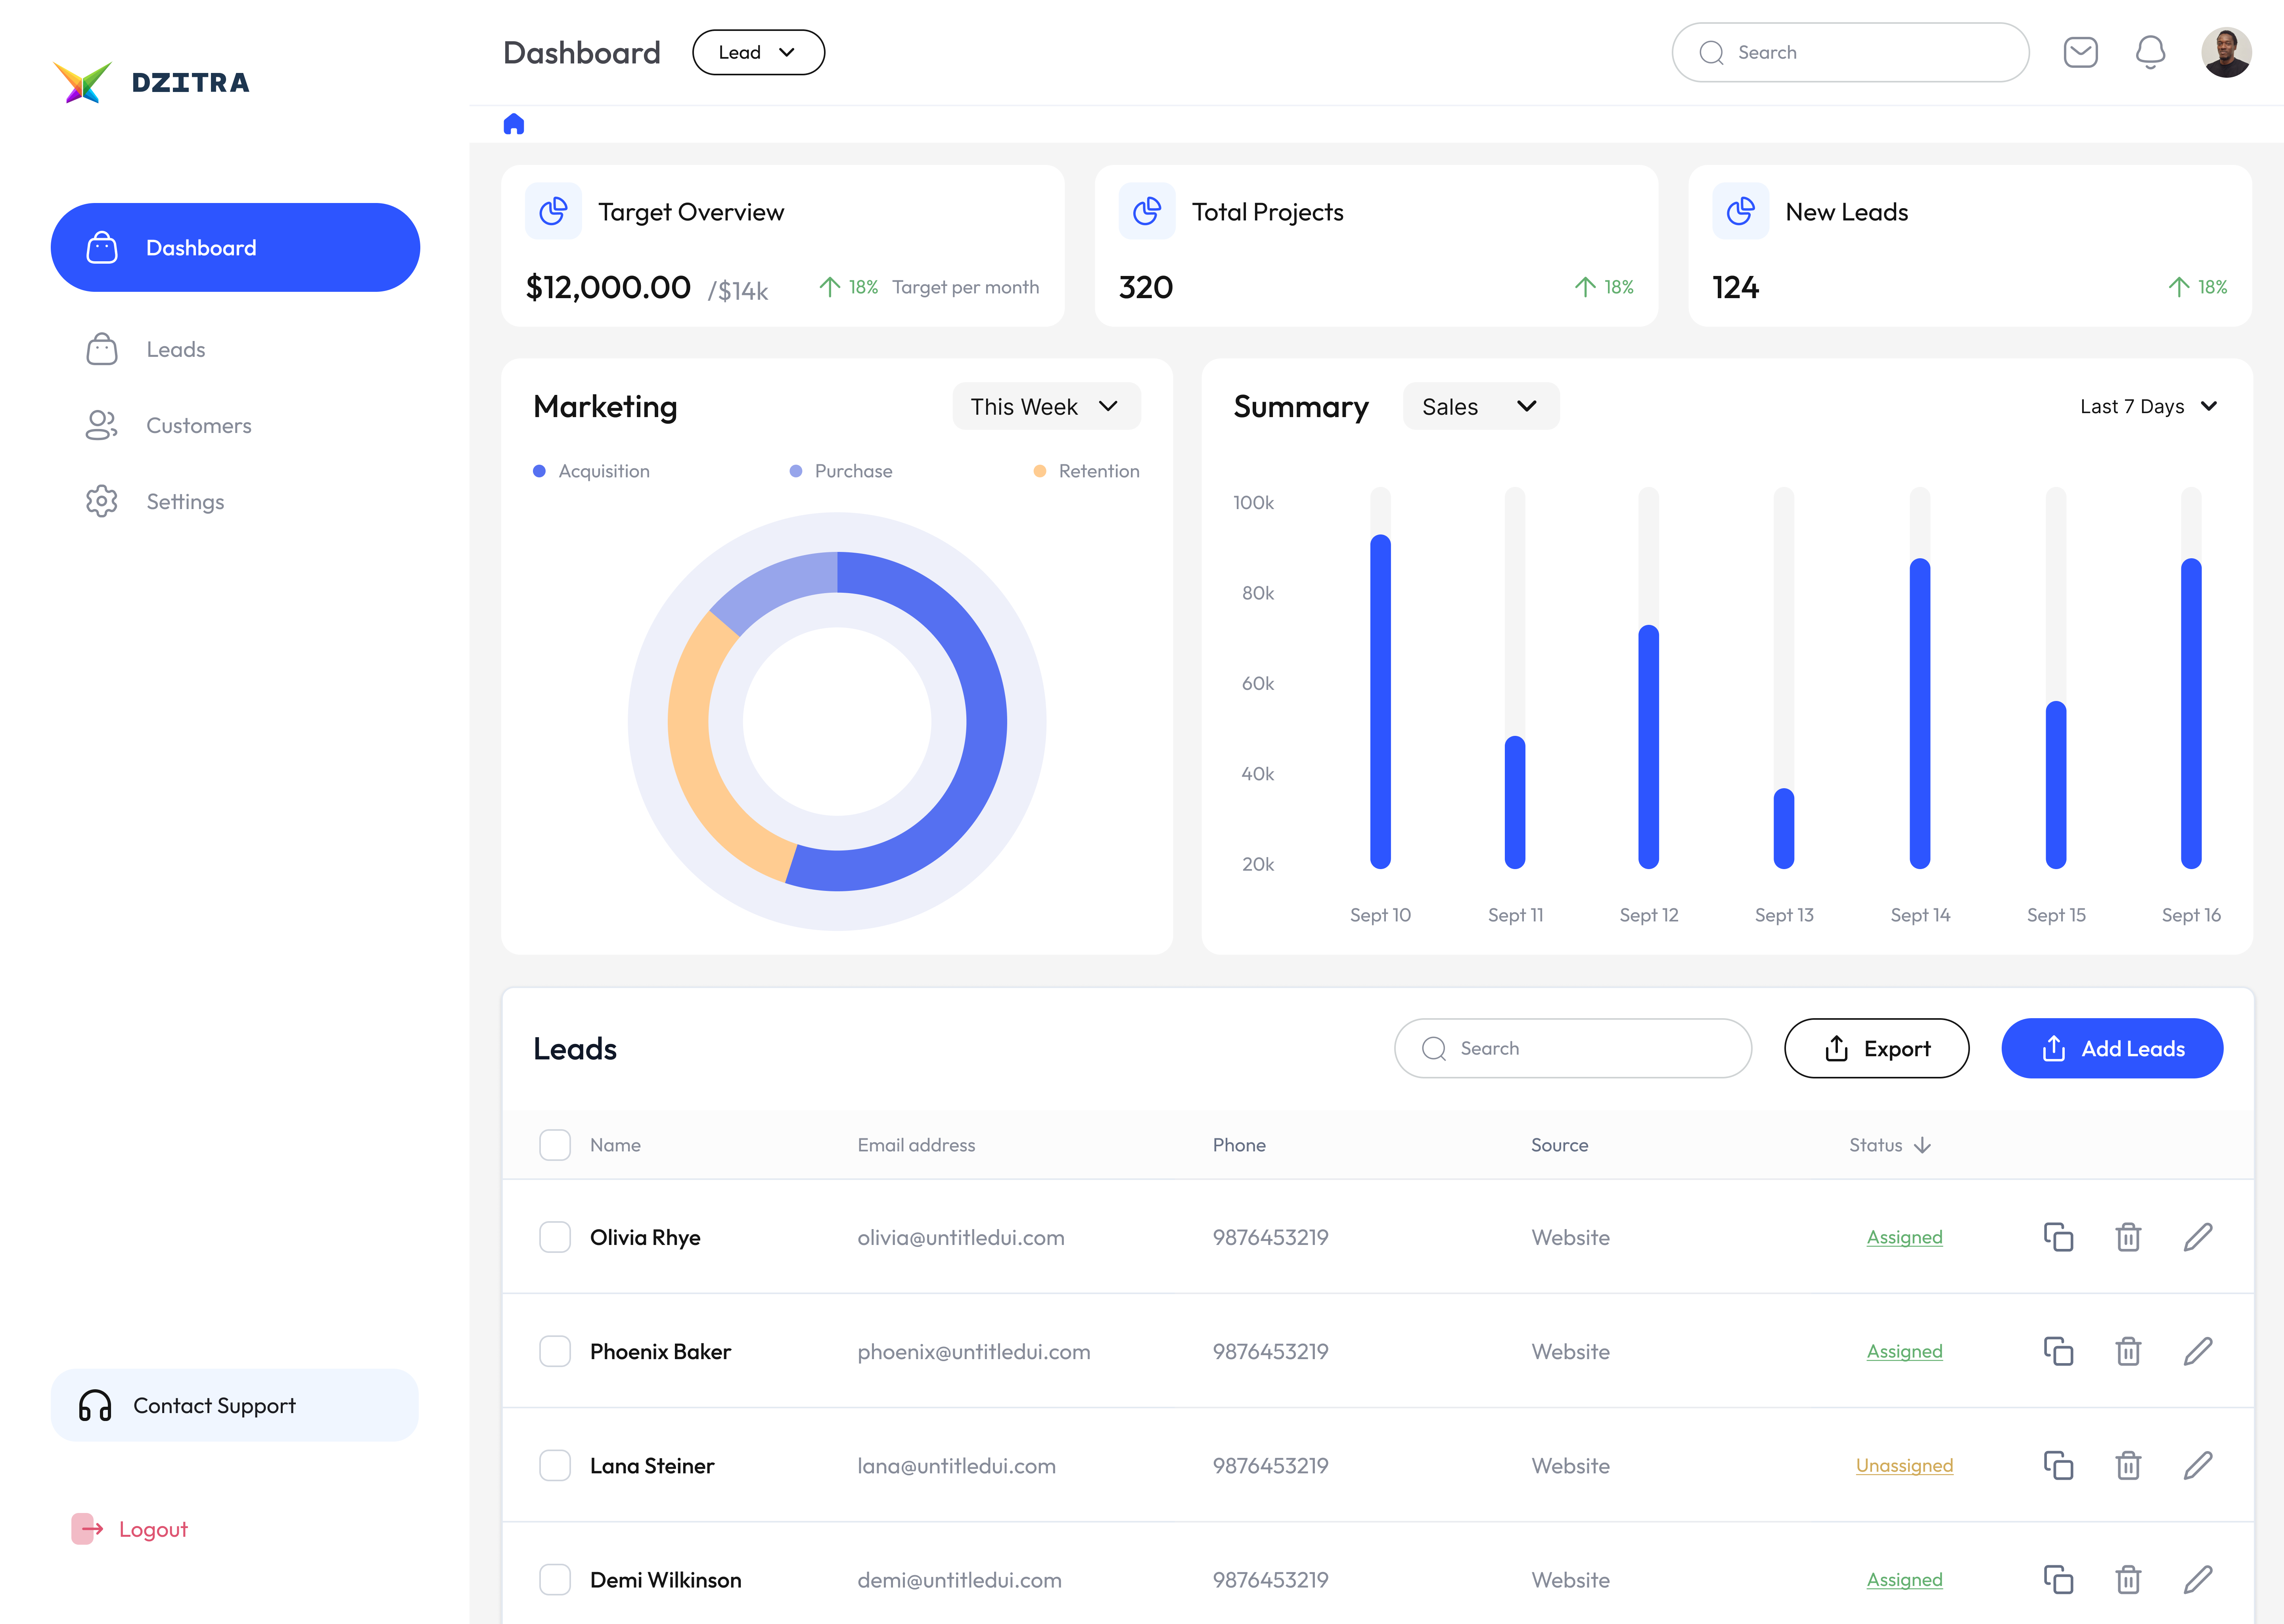 DZITRA
Dashboard
Leads
Customers
Settings
Contact Support
Logout
Dashboard
Lead
Search
Target Overview
$12,000.00 /$14k 18% Target per month
Total Projects
320 18%
New Leads
124 18%
Marketing
This Week
Acquisition Purchase Retention
Summary
Sales
Last 7 Days
100k
80k
60k
40k
20k
Sept 10 Sept 11 Sept 12 Sept 13 Sept 14 Sept 15 Sept 16
Leads
Search
Export
Add Leads
Name Email address Phone Source Status
Olivia Rhye olivia@untitledui.com 9876453219 Website Assigned
Phoenix Baker phoenix@untitledui.com 9876453219 Website Assigned
Lana Steiner lana@untitledui.com 9876453219 Website Unassigned
Demi Wilkinson demi@untitledui.com 9876453219 Website Assigned